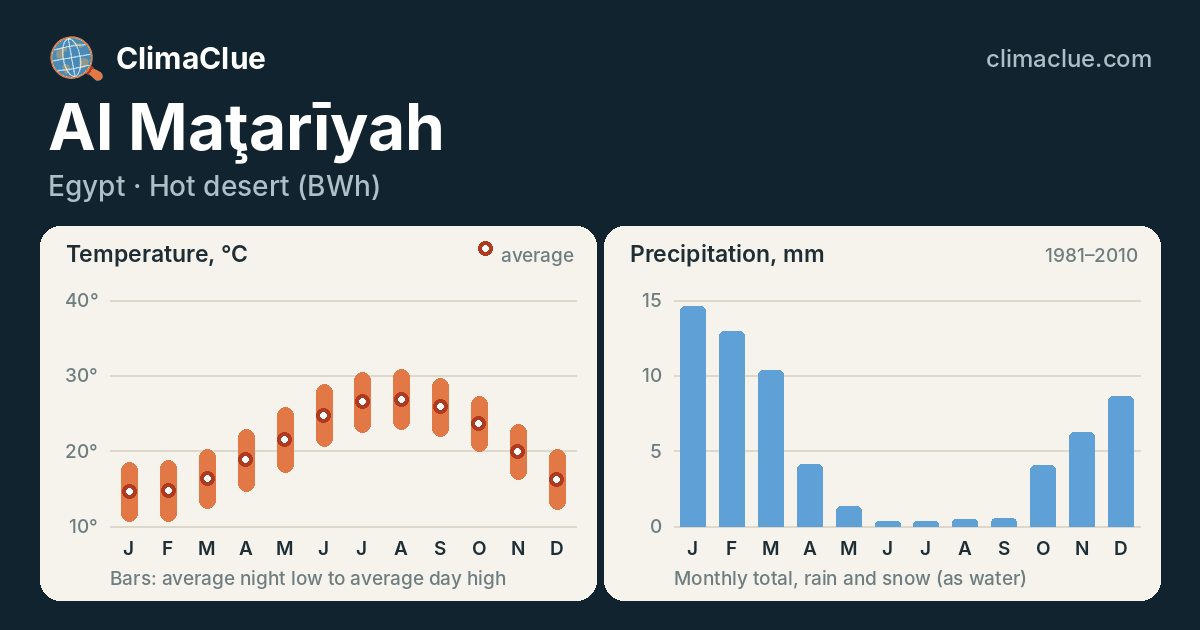 ClimaClue
climaclue.com
Al Maţarīyah
Egypt · Hot desert (BWh)
Temperature, °C
average
40°
30°
20°
10°
J F M A M J J A S O N D
Bars: average night low to average day high
Precipitation, mm
1981–2010
15
10
5
0
J F M A M J J A S O N D
Monthly total, rain and snow (as water)